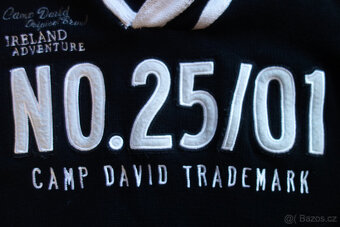 Camp David
IRELAND
ADVENTURE
NO.25/01
CAMP DAVID TRADEMARK
@( Bazos.cz